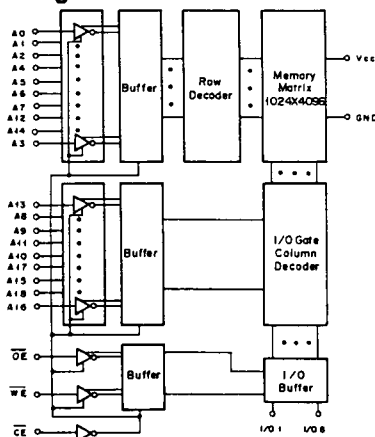 A0
A1
A2
A4
A5
A6
A7
A12
A14
A3
Buffer
Row
Decoder
Memory
Matrix
1024X4096
Vcc
GND
A13
A8
A9
A11
A10
A17
A15
A18
A16
Buffer
I/O Gate
Column
Decoder
OE
WE
CE
Buffer
I/O
Buffer
I/O 1
I/O 8